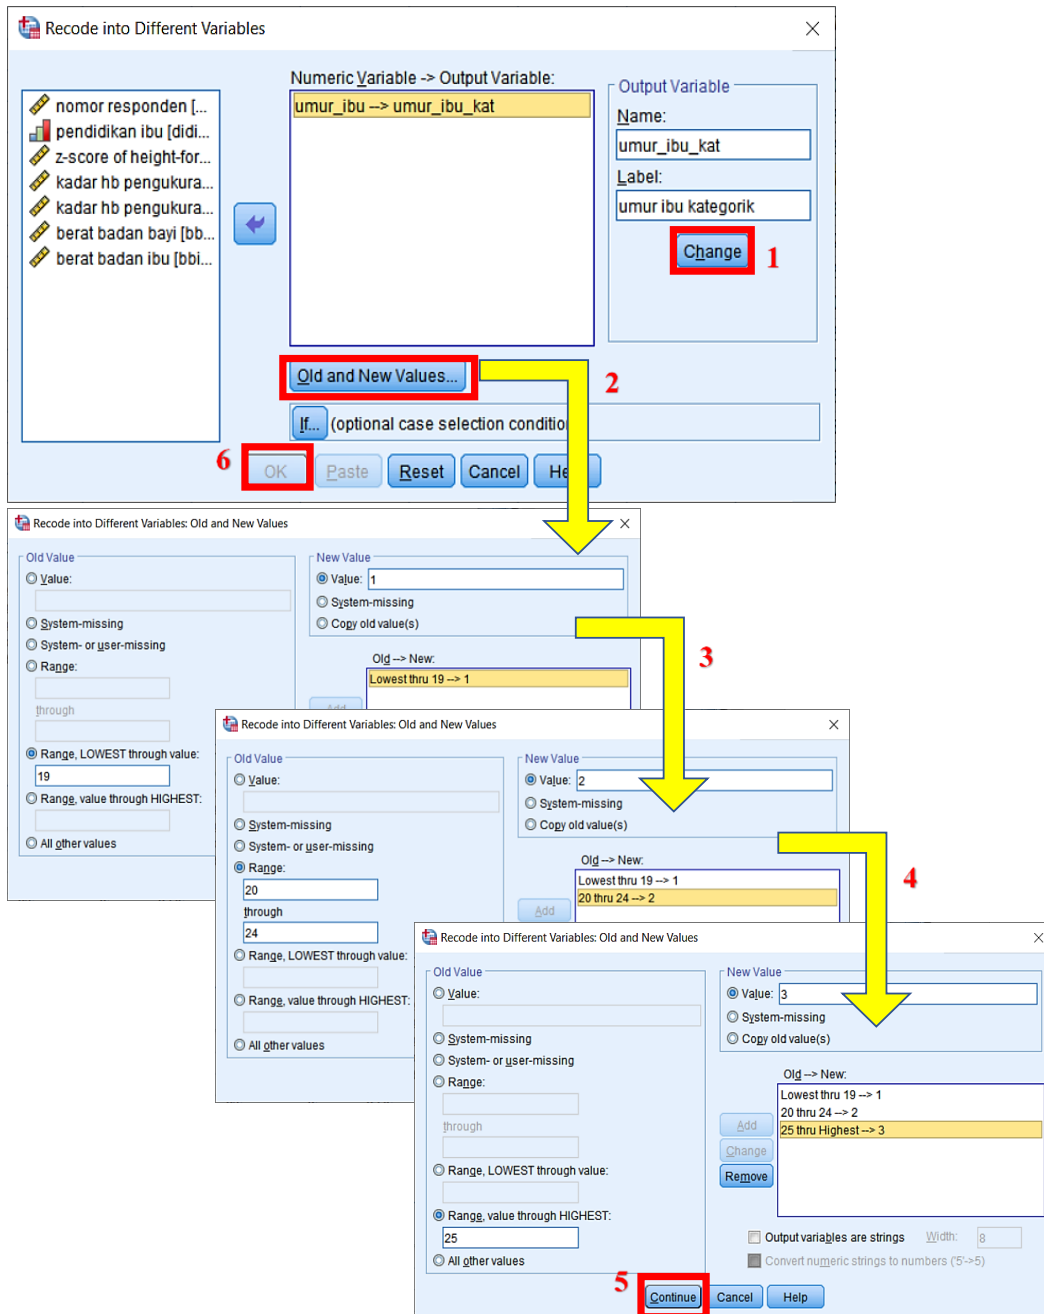 Recode into Different Variables
Numeric Variable -> Output Variable:
nomor responden [...
pendidikan ibu [didi...
z-score of height-for...
kadar hb pengukura...
kadar hb pengukura...
berat badan bayi [bb...
berat badan ibu [bbi...
umur_ibu --> umur_ibu_kat
Output Variable
Name:
umur_ibu_kat
Label:
umur ibu kategorik
Change
1
Old and New Values...
2
If... (optional case selection condition
6
OK Paste Reset Cancel
Recode into Different Variables: Old and New Values
Old Value
Value:
System-missing
System- or user-missing
Range:
through
Range, LOWEST through value:
19
Range, value through HIGHEST:
All other values
New Value
Value: 1
System-missing
Copy old value(s)
Old --> New:
Lowest thru 19 --> 1
Add
3
Recode into Different Variables: Old and New Values
Old Value
Value:
System-missing
System- or user-missing
Range:
20
through
24
Range, LOWEST through value:
Range, value through HIGHEST:
All other values
New Value
Value: 2
System-missing
Copy old value(s)
Old --> New:
Lowest thru 19 --> 1
20 thru 24 --> 2
Add
4
Recode into Different Variables: Old and New Values
Old Value
Value:
System-missing
System- or user-missing
Range:
through
Range, LOWEST through value:
Range, value through HIGHEST:
25
All other values
New Value
Value: 3
System-missing
Copy old value(s)
Old --> New:
Lowest thru 19 --> 1
20 thru 24 --> 2
25 thru Highest --> 3
Add
Change
Remove
Output variables are strings Width: 8
Convert numeric strings to numbers ('5'->5)
5
Continue Cancel Help